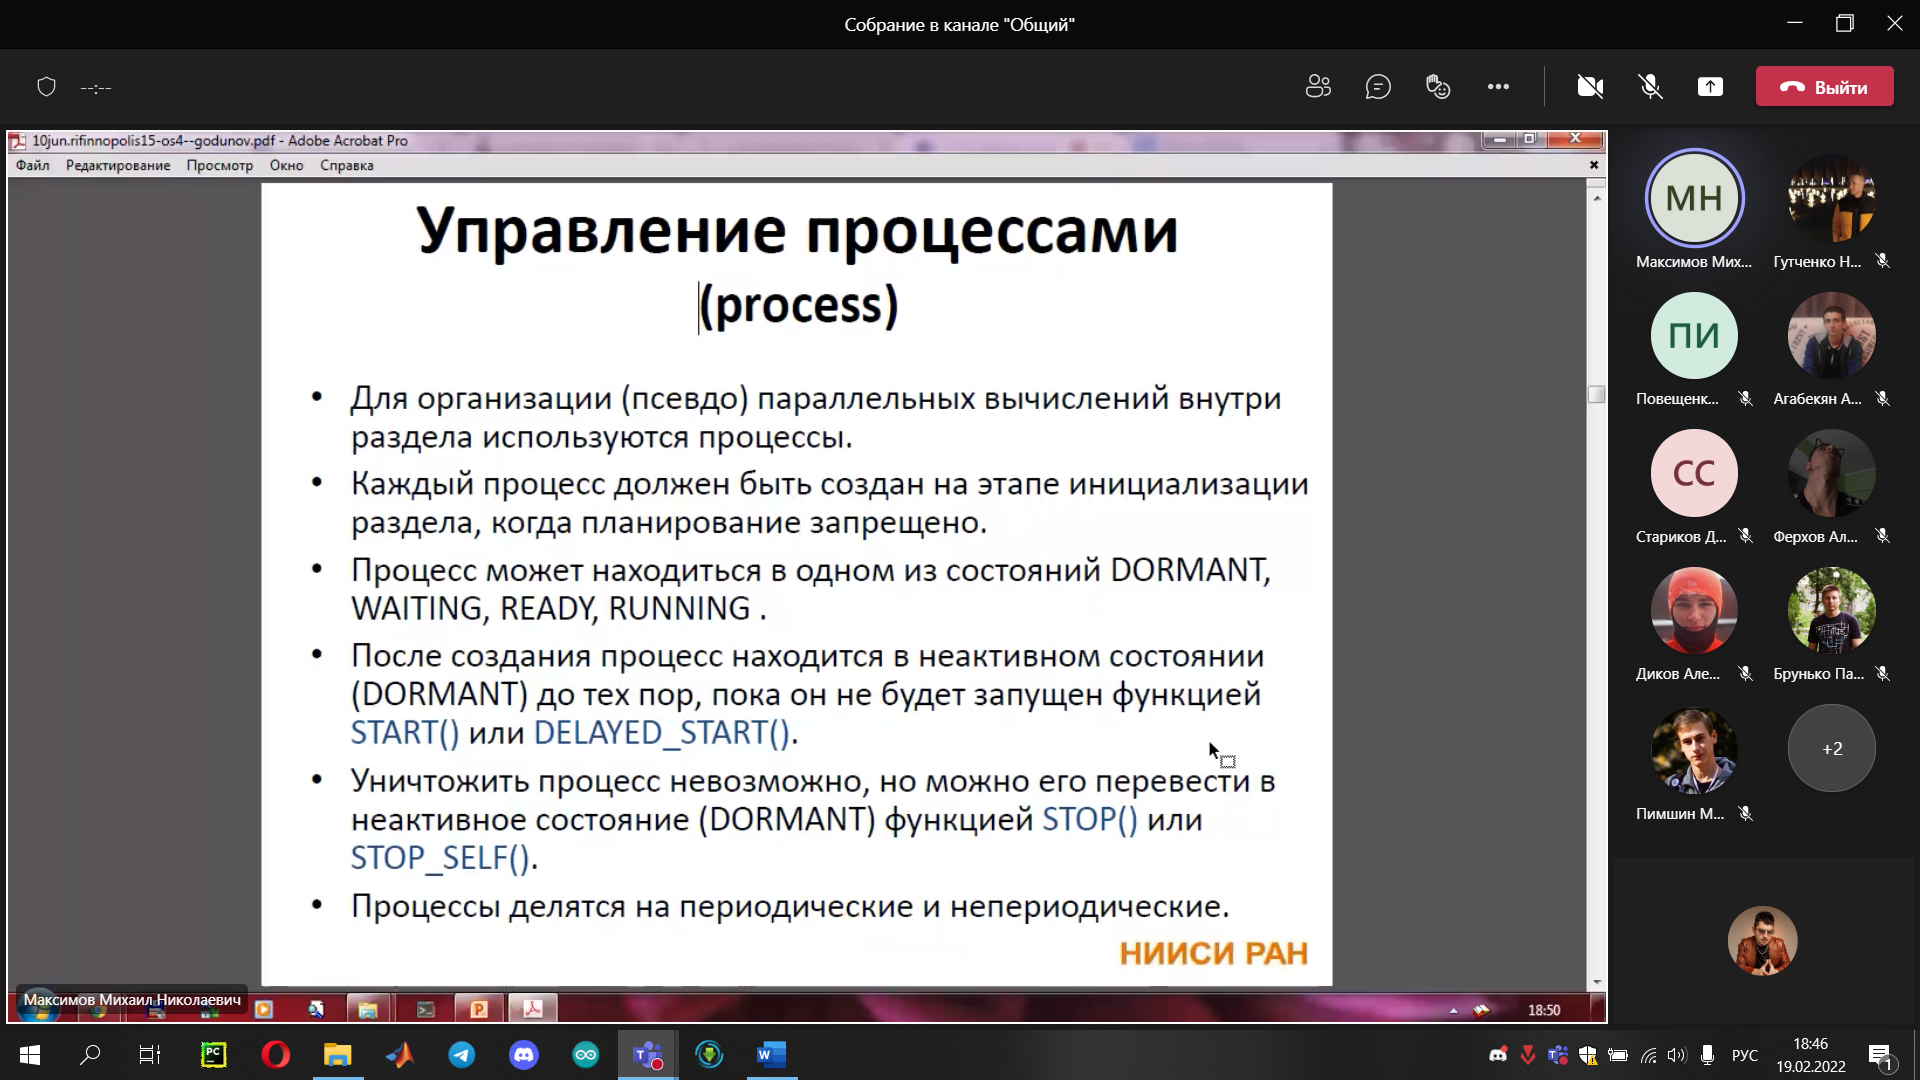 Собрание в канале "Общий"
--:--
Выйти
10jun.rifinnopolis15-os4--godunov.pdf - Adobe Acrobat Pro
Файл Редактирование Просмотр Окно Справка
Управление процессами
(process)
• Для организации (псевдо) параллельных вычислений внутри
раздела используются процессы.
• Каждый процесс должен быть создан на этапе инициализации
раздела, когда планирование запрещено.
• Процесс может находиться в одном из состояний DORMANT,
WAITING, READY, RUNNING .
• После создания процесс находится в неактивном состоянии
(DORMANT) до тех пор, пока он не будет запущен функцией
START() или DELAYED_START().
• Уничтожить процесс невозможно, но можно его перевести в
неактивное состояние (DORMANT) функцией STOP() или
STOP_SELF().
• Процессы делятся на периодические и непериодические.
НИИСИ РАН
Максимов Михаил Николаевич
18:50
МН
Максимов Мих...
Гутченко Н...
ПИ
Повещенк...
Агабекян А...
СС
Стариков Д...
Ферхов Ал...
Диков Але...
Брунько Па...
Пимшин М...
+2
РУС
18:46
19.02.2022
1